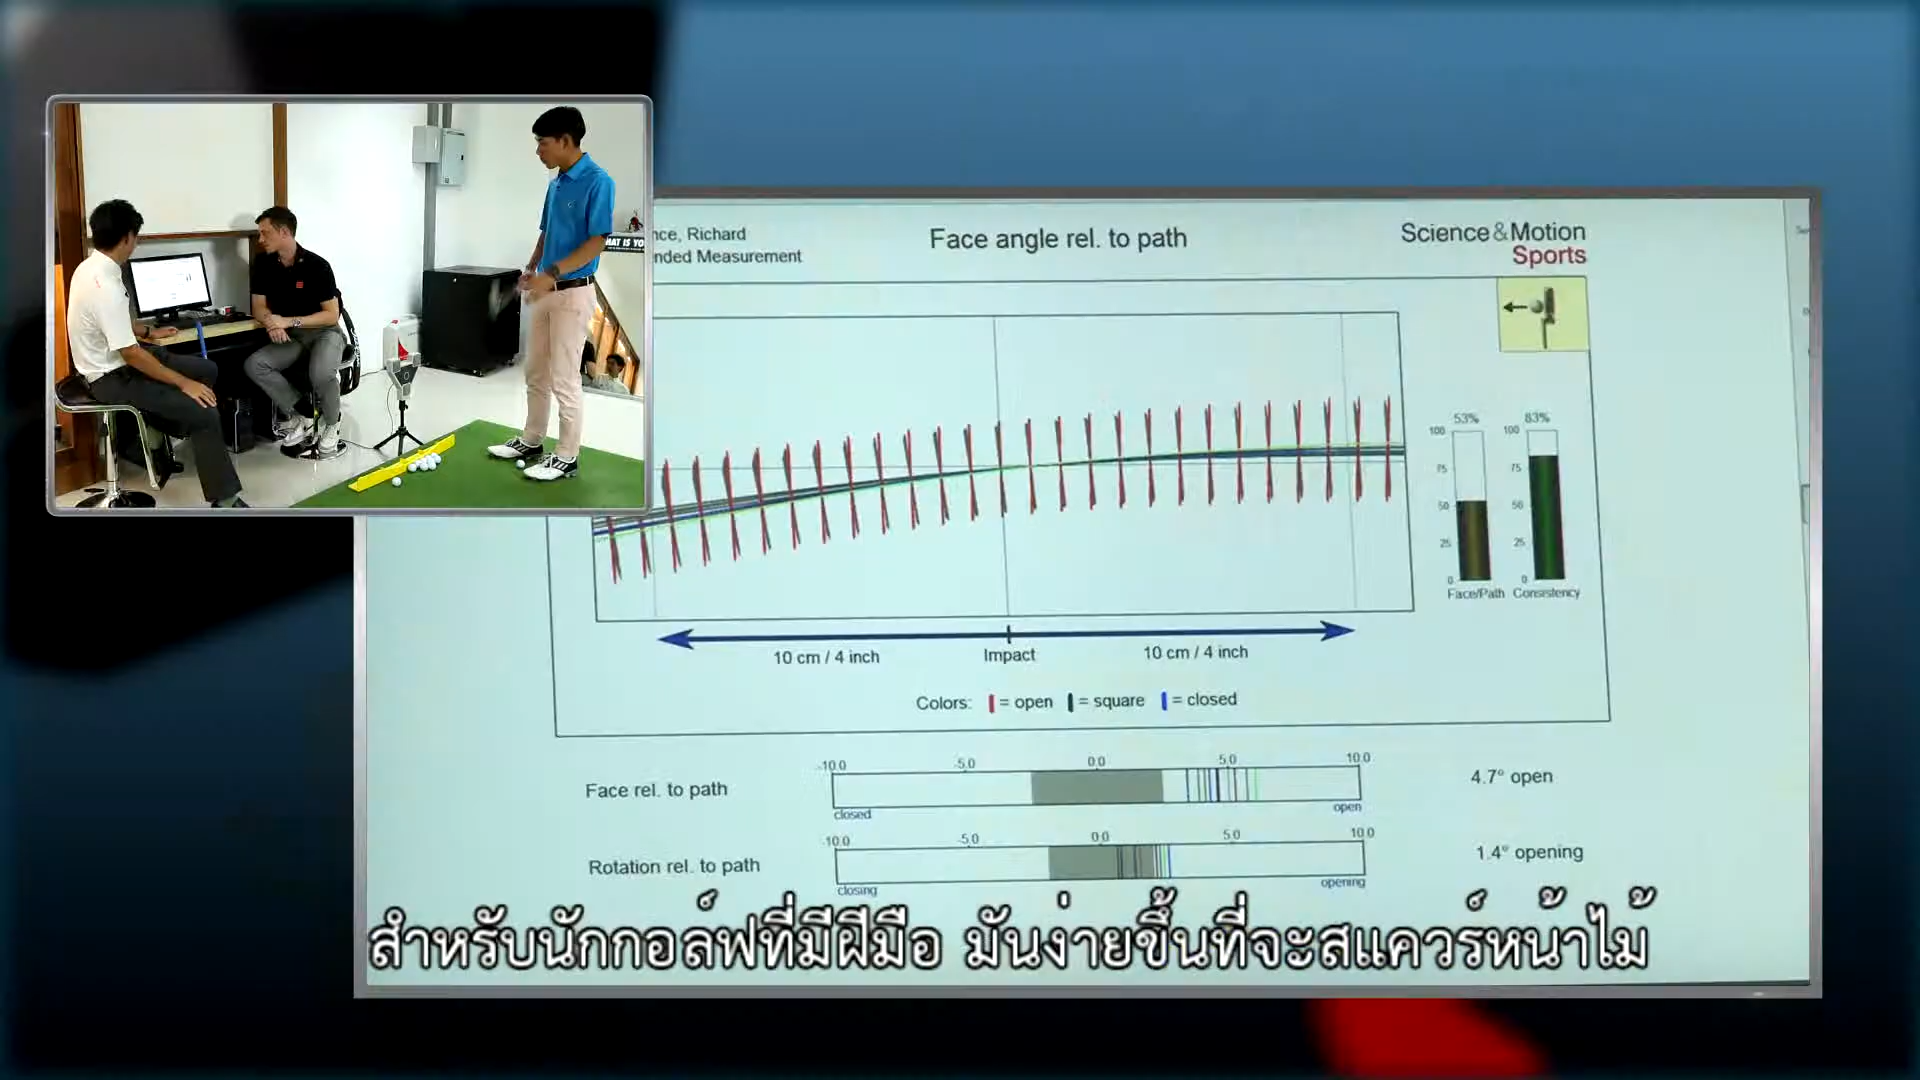 HAT IS YO
nce, Richard
nded Measurement
Face angle rel. to path
Science&Motion
Sports
53%
83%
100
75
50
25
0
100
75
50
25
0
Face/Path
Consistency
10 cm / 4 inch
Impact
10 cm / 4 inch
Colors: = open = square = closed
-10.0 -5.0 0.0 5.0 10.0
Face rel. to path
4.7° open
closed
open
-10.0 -5.0 0.0 5.0 10.0
Rotation rel. to path
1.4° opening
closing
opening
สำหรับนักกอล์ฟที่มีฝีมือ มันง่ายขึ้นที่จะสแควร์หน้าไม้